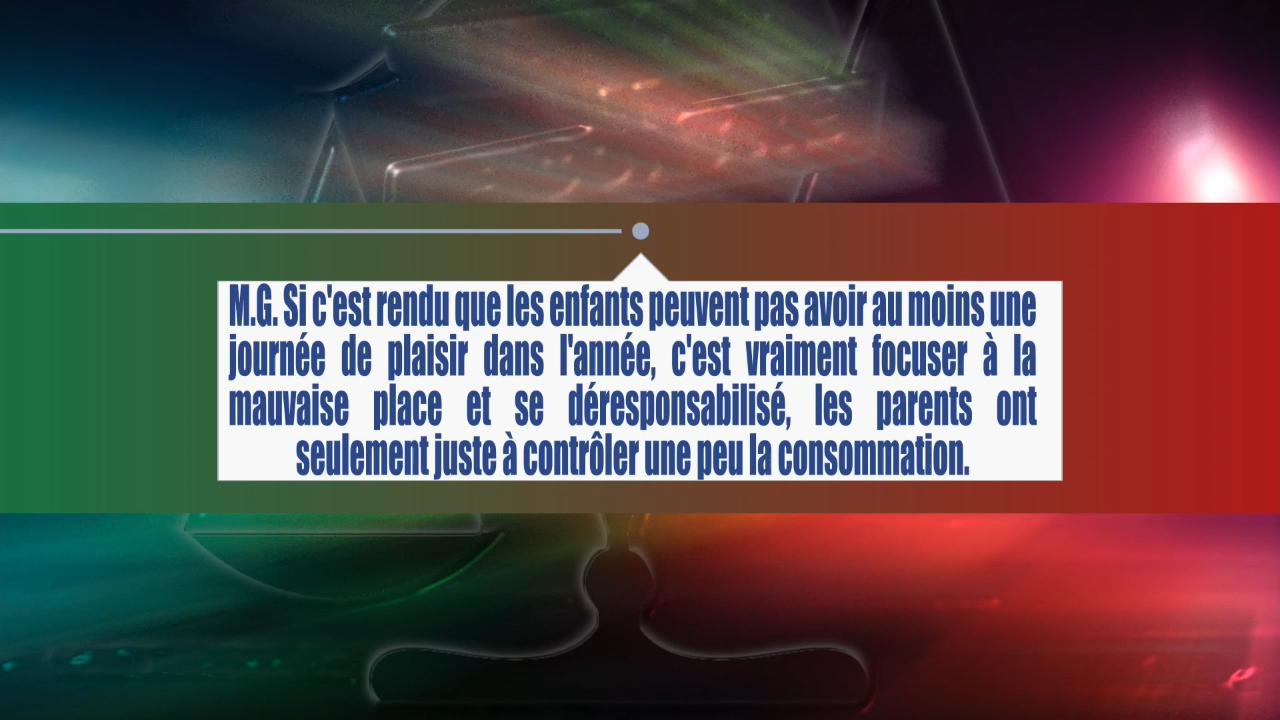 M.G. Si c'est rendu que les enfants peuvent pas avoir au moins une
journée de plaisir dans l'année, c'est vraiment focuser à la
mauvaise place et se déresponsabilisé, les parents ont
seulement juste à contrôler une peu la consommation.